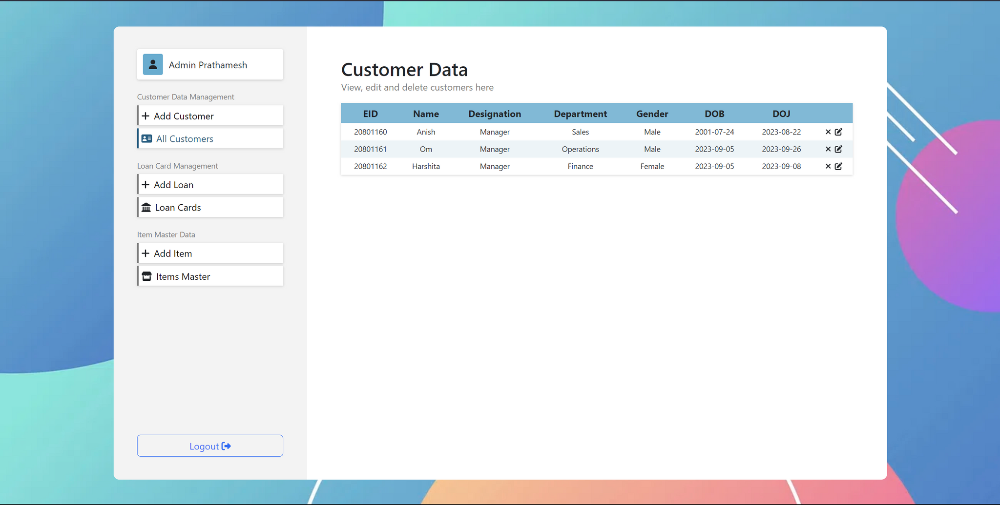 Admin Prathamesh
Customer Data Management
Add Customer
All Customers
Loan Card Management
Add Loan
Loan Cards
Item Master Data
Add Item
Items Master
Logout
Customer Data
View, edit and delete customers here
EID Name Designation Department Gender DOB DOJ
20801160 Anish Manager Sales Male 2001-07-24 2023-08-22
20801161 Om Manager Operations Male 2023-09-05 2023-09-26
20801162 Harshita Manager Finance Female 2023-09-05 2023-09-08